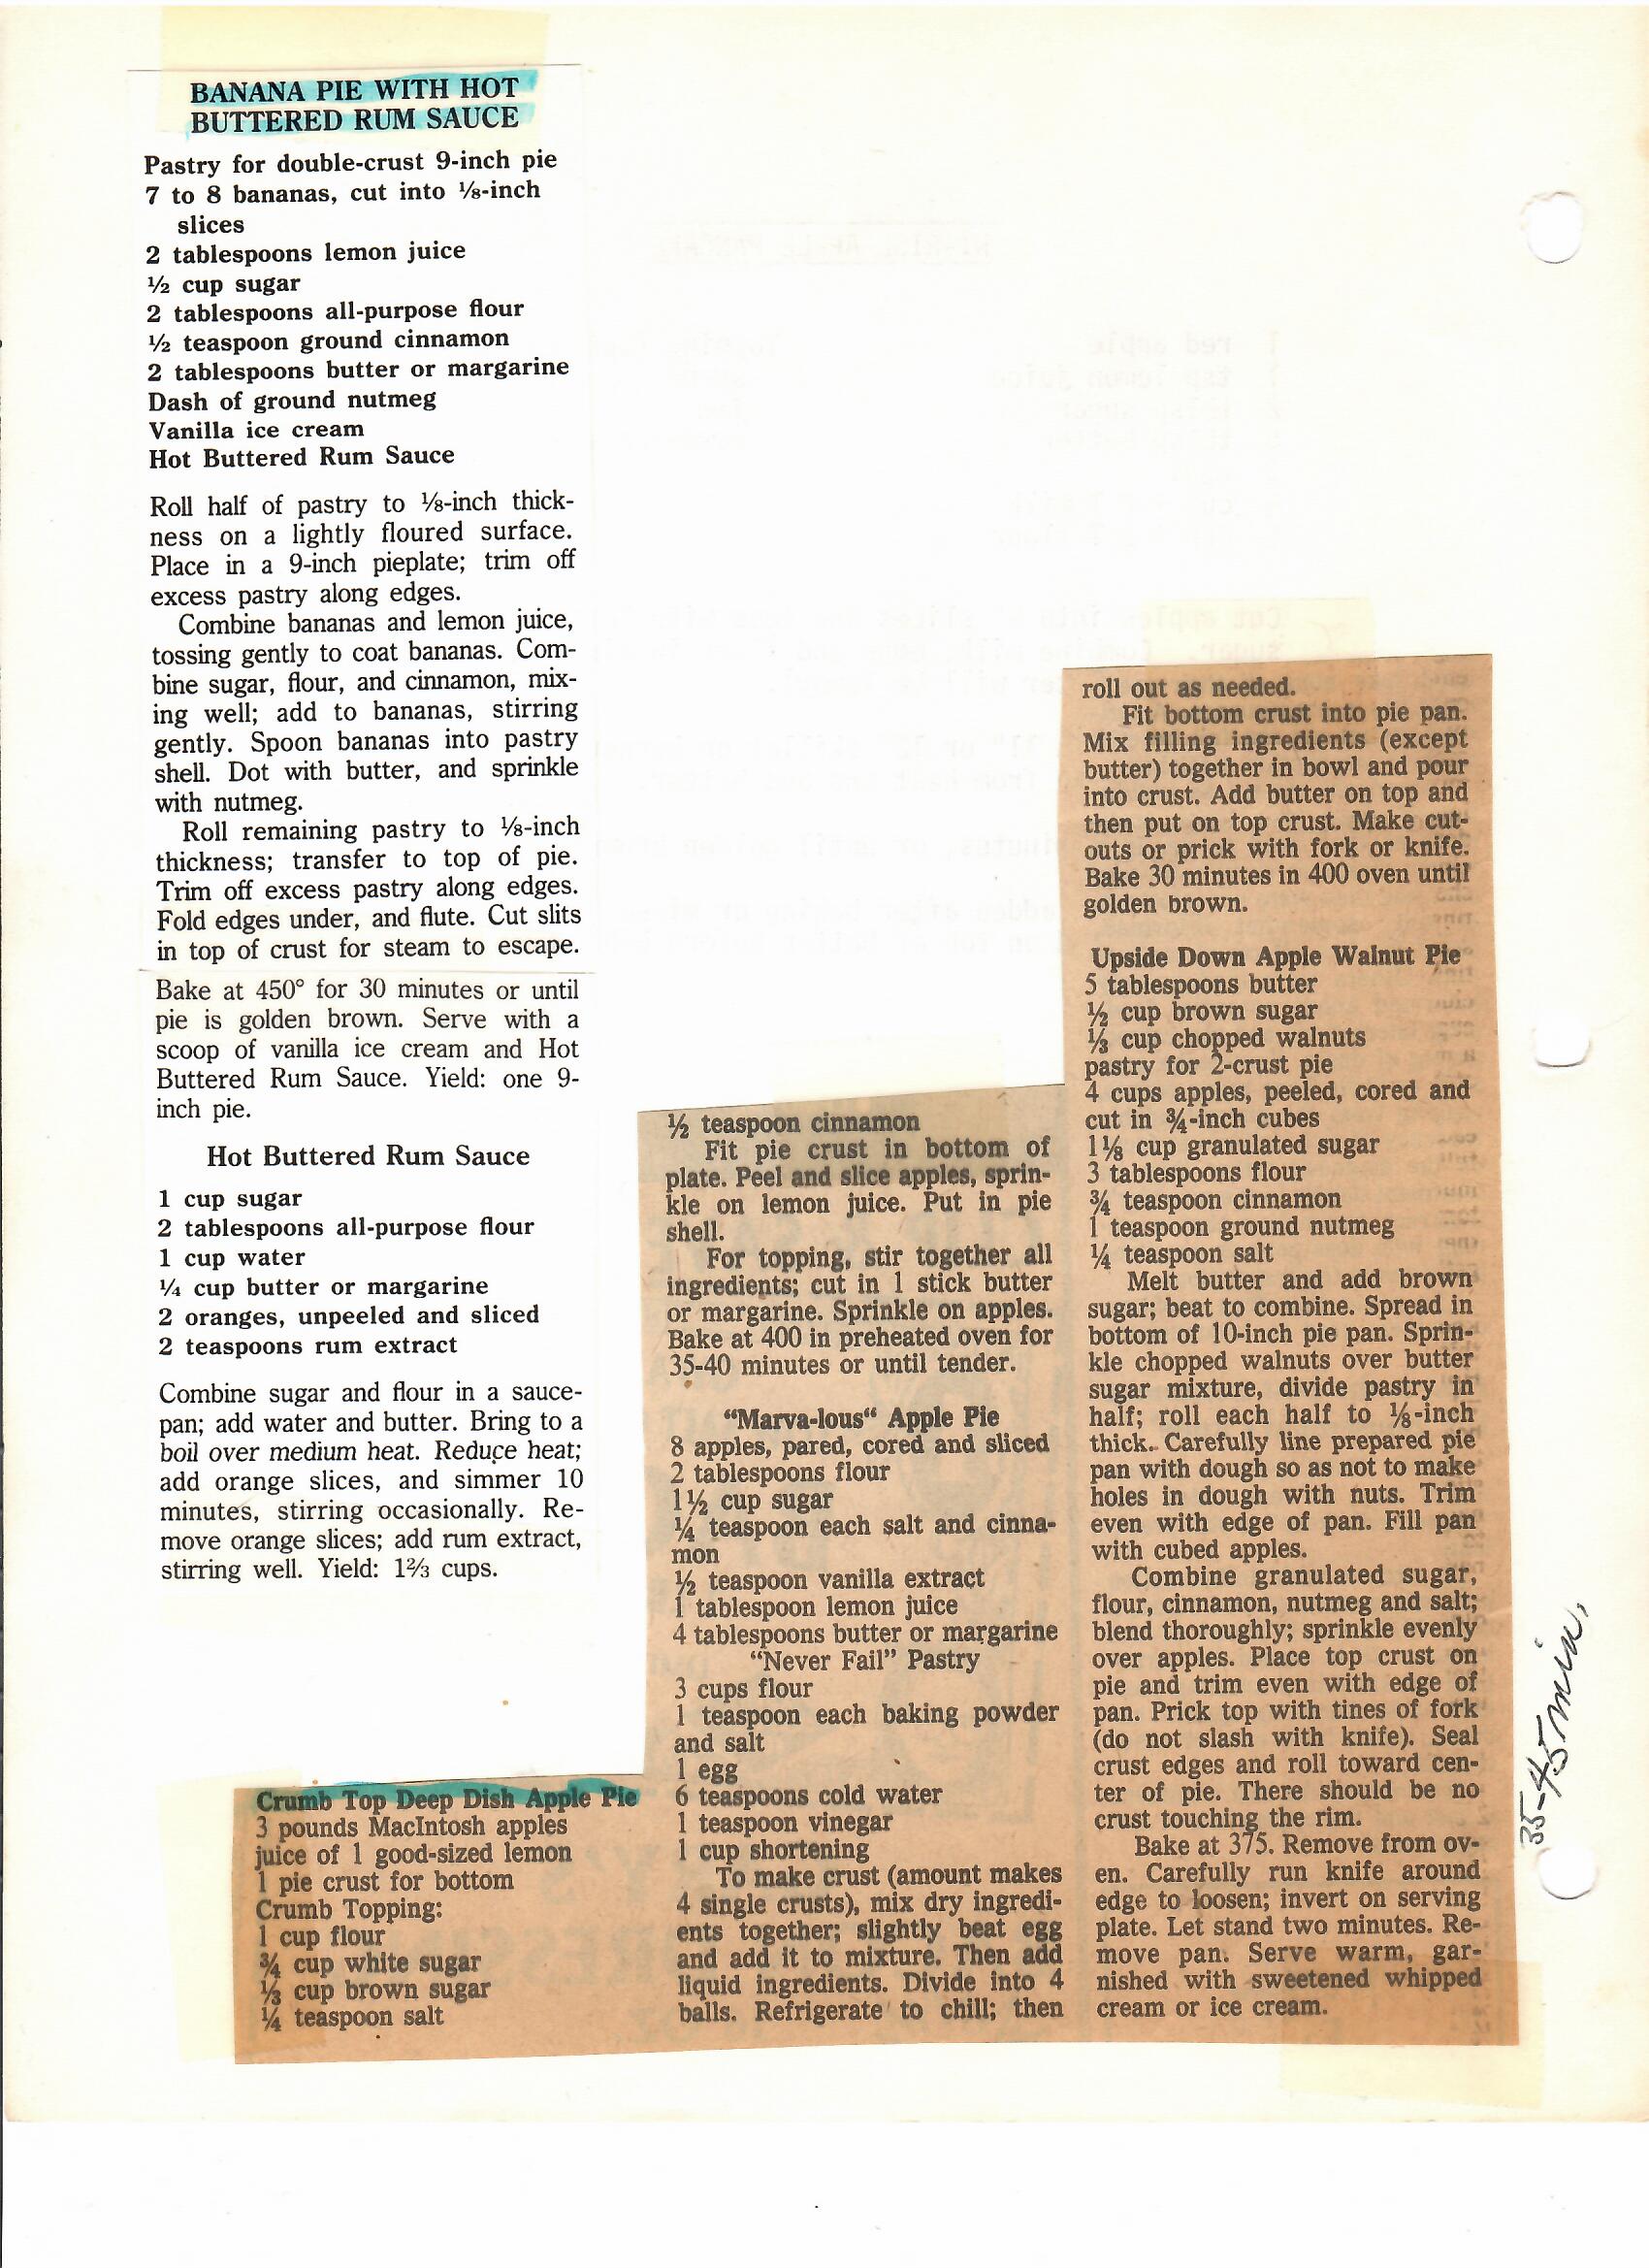 BANANA PIE WITH HOT
BUTTERED RUM SAUCE
Pastry for double-crust 9-inch pie
7 to 8 bananas, cut into ⅛-inch
slices
2 tablespoons lemon juice
½ cup sugar
2 tablespoons all-purpose flour
½ teaspoon ground cinnamon
2 tablespoons butter or margarine
Dash of ground nutmeg
Vanilla ice cream
Hot Buttered Rum Sauce
Roll half of pastry to ⅛-inch thick-
ness on a lightly floured surface.
Place in a 9-inch pieplate; trim off
excess pastry along edges.
Combine bananas and lemon juice,
tossing gently to coat bananas. Com-
bine sugar, flour, and cinnamon, mix-
ing well; add to bananas, stirring
gently. Spoon bananas into pastry
shell. Dot with butter, and sprinkle
with nutmeg.
Roll remaining pastry to ⅛-inch
thickness; transfer to top of pie.
Trim off excess pastry along edges.
Fold edges under, and flute. Cut slits
in top of crust for steam to escape.
Bake at 450° for 30 minutes or until
pie is golden brown. Serve with a
scoop of vanilla ice cream and Hot
Buttered Rum Sauce. Yield: one 9-
inch pie.
Hot Buttered Rum Sauce
1 cup sugar
2 tablespoons all-purpose flour
1 cup water
¼ cup butter or margarine
2 oranges, unpeeled and sliced
2 teaspoons rum extract
Combine sugar and flour in a sauce-
pan; add water and butter. Bring to a
boil over medium heat. Reduce heat;
add orange slices, and simmer 10
minutes, stirring occasionally. Re-
move orange slices; add rum extract,
stirring well. Yield: 1⅔ cups.
Crumb Top Deep Dish Apple Pie
3 pounds MacIntosh apples
juice of 1 good-sized lemon
1 pie crust for bottom
Crumb Topping:
1 cup flour
¾ cup white sugar
⅓ cup brown sugar
¼ teaspoon salt
½ teaspoon cinnamon
Fit pie crust in bottom of
plate. Peel and slice apples, sprin-
kle on lemon juice. Put in pie
shell.
For topping, stir together all
ingredients; cut in 1 stick butter
or margarine. Sprinkle on apples.
Bake at 400 in preheated oven for
35-40 minutes or until tender.
“Marva-lous“ Apple Pie
8 apples, pared, cored and sliced
2 tablespoons flour
1½ cup sugar
¼ teaspoon each salt and cinna-
mon
½ teaspoon vanilla extract
1 tablespoon lemon juice
4 tablespoons butter or margarine
“Never Fail” Pastry
3 cups flour
1 teaspoon each baking powder
and salt
1 egg
6 teaspoons cold water
1 teaspoon vinegar
1 cup shortening
To make crust (amount makes
4 single crusts), mix dry ingredi-
ents together; slightly beat egg
and add it to mixture. Then add
liquid ingredients. Divide into 4
balls. Refrigerate to chill; then
roll out as needed.
Fit bottom crust into pie pan.
Mix filling ingredients (except
butter) together in bowl and pour
into crust. Add butter on top and
then put on top crust. Make cut-
outs or prick with fork or knife.
Bake 30 minutes in 400 oven until
golden brown.
Upside Down Apple Walnut Pie
5 tablespoons butter
½ cup brown sugar
⅓ cup chopped walnuts
pastry for 2-crust pie
4 cups apples, peeled, cored and
cut in ¾-inch cubes
1⅛ cup granulated sugar
3 tablespoons flour
¾ teaspoon cinnamon
1 teaspoon ground nutmeg
¼ teaspoon salt
Melt butter and add brown
sugar; beat to combine. Spread in
bottom of 10-inch pie pan. Sprin-
kle chopped walnuts over butter
sugar mixture, divide pastry in
half; roll each half to ⅛-inch
thick. Carefully line prepared pie
pan with dough so as not to make
holes in dough with nuts. Trim
even with edge of pan. Fill pan
with cubed apples.
Combine granulated sugar,
flour, cinnamon, nutmeg and salt;
blend thoroughly; sprinkle evenly
over apples. Place top crust on
pie and trim even with edge of
pan. Prick top with tines of fork
(do not slash with knife). Seal
crust edges and roll toward cen-
ter of pie. There should be no
crust touching the rim.
Bake at 375. Remove from ov-
en. Carefully run knife around
edge to loosen; invert on serving
plate. Let stand two minutes. Re-
move pan. Serve warm, gar-
nished with sweetened whipped
cream or ice cream.
35-45 min,